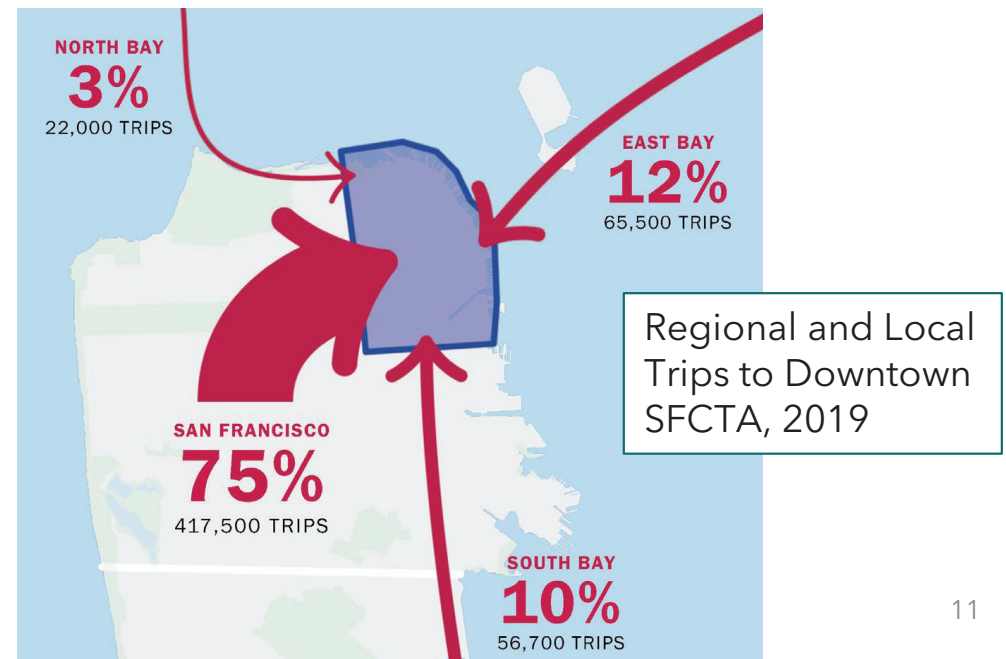 NORTH BAY
3%
22,000 TRIPS
EAST BAY
12%
65,500 TRIPS
Regional and Local
Trips to Downtown
SFCTA, 2019
SAN FRANCISCO
75%
417,500 TRIPS
SOUTH BAY
10%
56,700 TRIPS
11